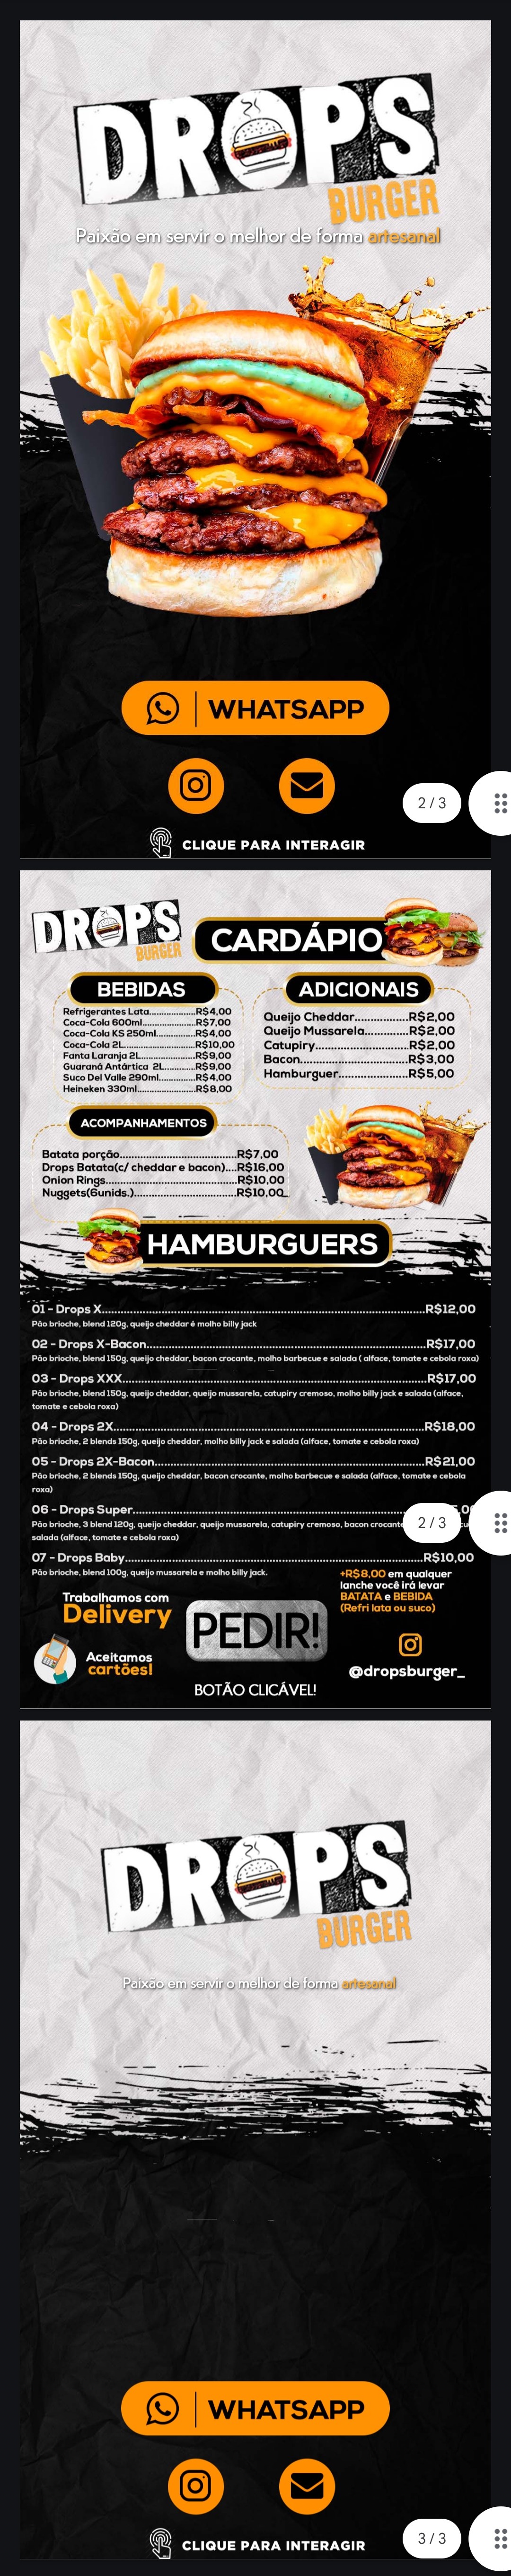 DROPS
BURGER
Paixão em servir o melhor de forma artesanal
WHATSAPP
2 / 3
CLIQUE PARA INTERAGIR
DROPS
BURGER
CARDÁPIO
BEBIDAS
Refrigerantes Lata..............R$4,00
Coca-Cola 600ml................R$7,00
Coca-Cola KS 250ml...........R$4,00
Coca-Cola 2L.....................R$10,00
Fanta Laranja 2L................R$9,00
Guaraná Antártica 2L.........R$9,00
Suco Del Valle 290ml..........R$4,00
Heineken 330ml..................R$8,00
ADICIONAIS
Queijo Cheddar..............R$2,00
Queijo Mussarela...........R$2,00
Catupiry........................R$2,00
Bacon............................R$3,00
Hamburguer..................R$5,00
ACOMPANHAMENTOS
Batata porção............................R$7,00
Drops Batata(c/ cheddar e bacon)....R$16,00
Onion Rings...............................R$10,00
Nuggets(6unids.)........................R$10,00
HAMBURGUERS
01 - Drops X...............................................................R$12,00
Pão brioche, blend 120g, queijo cheddar é molho billy jack
02 - Drops X-Bacon......................................................R$17,00
Pão brioche, blend 150g, queijo cheddar, bacon crocante, molho barbecue e salada ( alface, tomate e cebola roxa)
03 - Drops XXX............................................................R$17,00
Pão brioche, blend 150g, queijo cheddar, queijo mussarela, catupiry cremoso, molho billy jack e salada (alface,
tomate e cebola roxa)
04 - Drops 2X..............................................................R$18,00
Pão brioche, 2 blends 150g, queijo cheddar, molho billy jack e salada (alface, tomate e cebola roxa)
05 - Drops 2X-Bacon....................................................R$21,00
Pão brioche, 2 blends 150g, queijo cheddar, bacon crocante, molho barbecue e salada (alface, tomate e cebola
roxa)
06 - Drops Super
2 / 3
Pão brioche, 3 blend 120g, queijo cheddar, queijo mussarela, catupiry cremoso, bacon crocante
salada (alface, tomate e cebola roxa)
07 - Drops Baby..........................................................R$10,00
Pão brioche, blend 100g, queijo mussarela e molho billy jack.
+R$8,00 em qualquer
lanche você irá levar
BATATA e BEBIDA
(Refri lata ou suco)
Trabalhamos com
Delivery
Aceitamos
cartões!
PEDIR!
BOTÃO CLICÁVEL!
@dropsburger_
DROPS
BURGER
Paixão em servir o melhor de forma artesanal
WHATSAPP
3 / 3
CLIQUE PARA INTERAGIR